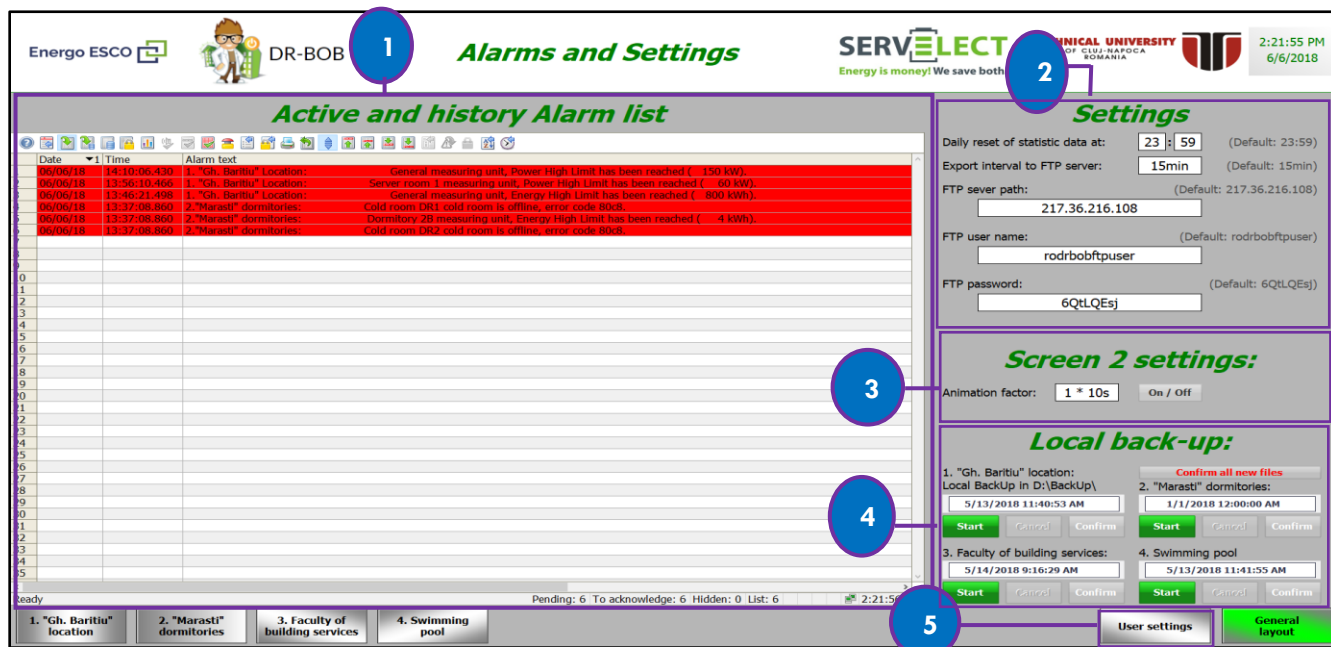 Energo ESCO
DR-BOB
1
Alarms and Settings
SERVELECT
Energy is money! We save both
HNICAL UNIVERSITY
OF CLUJ-NAPOCA
ROMANIA
2:21:55 PM
6/6/2018
2
Active and history Alarm list
Date 1 Time Alarm text
06/06/18 14:10:06.430 1. "Gh. Baritiu" Location: General measuring unit, Power High Limit has been reached ( 150 kW).
06/06/18 13:56:10.466 Server room 1 measuring unit, Power High Limit has been reached ( 60 kW).
06/06/18 13:46:21.498 1. "Gh. Baritiu" Location: General measuring unit, Energy High Limit has been reached ( 800 kWh).
06/06/18 13:37:08.860 2."Marasti" dormitories: Cold room DR1 cold room is offline, error code 80c8.
06/06/18 13:37:08.860 2."Marasti" dormitories: Dormitory 2B measuring unit, Energy High Limit has been reached ( 4 kWh).
06/06/18 13:37:08.860 2."Marasti" dormitories: Cold room DR2 cold room is offline, error code 80c8.
Pending: 6 To acknowledge: 6 Hidden: 0 List: 6
Settings
Daily reset of statistic data at: 23 : 59 (Default: 23:59)
Export interval to FTP server: 15min (Default: 15min)
FTP sever path: (Default: 217.36.216.108)
217.36.216.108
FTP user name: (Default: rodrbobftpuser)
rodrbobftpuser
FTP password: (Default: 6QtLQEsj)
6QtLQEsj
3
Screen 2 settings:
Animation factor: 1 * 10s On / Off
4
Local back-up:
1. "Gh. Baritiu" location:
Local BackUp in D:\BackUp\
5/13/2018 11:40:53 AM
Start Cancel Confirm
Confirm all new files
2. "Marasti" dormitories:
1/1/2018 12:00:00 AM
Start Cancel Confirm
3. Faculty of building services:
5/14/2018 9:16:29 AM
Start Cancel Confirm
4. Swimming pool
5/13/2018 11:41:55 AM
Start Cancel Confirm
1. "Gh. Baritiu"
location
2. "Marasti"
dormitories
3. Faculty of
building services
4. Swimming
pool
5
User settings
General
layout